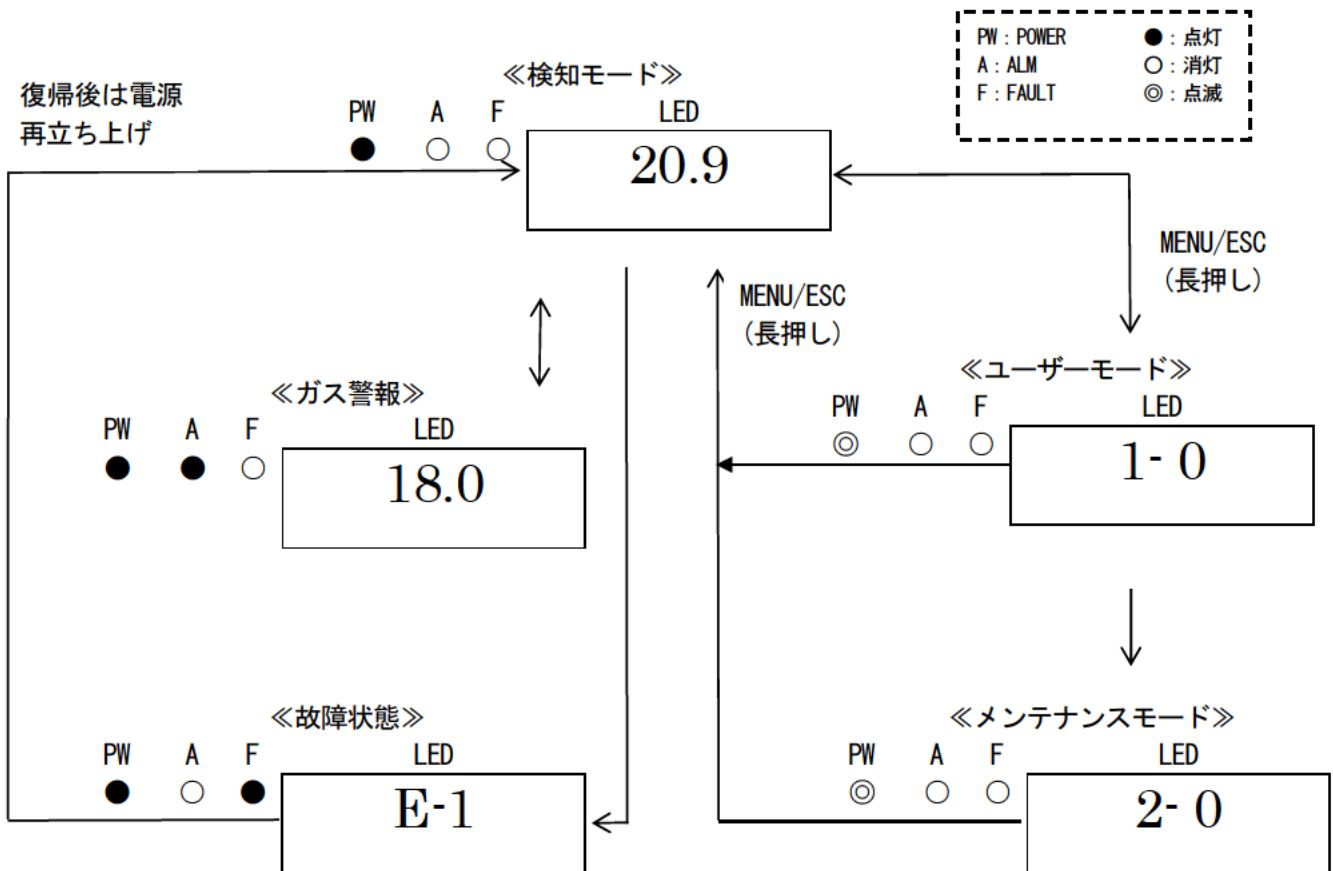 PW：POWER ●：点灯
A：ALM ○：消灯
F：FAULT ◎：点滅
復帰後は電源
再立ち上げ
≪検知モード≫
PW A F LED
● ○ ○
20.9
MENU/ESC
(長押し)
MENU/ESC
(長押し)
≪ガス警報≫
PW A F LED
● ● ○
18.0
≪ユーザーモード≫
PW A F LED
◎ ○ ○
1- 0
≪故障状態≫
PW A F LED
● ○ ●
E-1
≪メンテナンスモード≫
PW A F LED
◎ ○ ○
2- 0